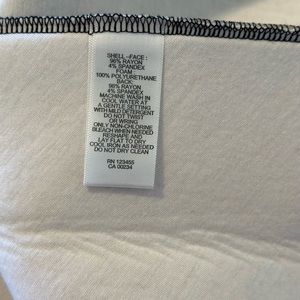 SHELL -FACE :
96% RAYON
4% SPANDEX
FOAM :
100% POLYURETHANE
BACK:
96% RAYON
4% SPANDEX
MACHINE WASH IN
COOL WATER AT
A GENTLE SETTING
WITH MILD DETERGENT
DO NOT TWIST
OR WRING
ONLY NON-CHLORINE
BLEACH WHEN NEEDED
RESHAPE AND
LAY FLAT TO DRY
COOL IRON AS NEEDED
DO NOT DRY CLEAN
RN 123455
CA 00234